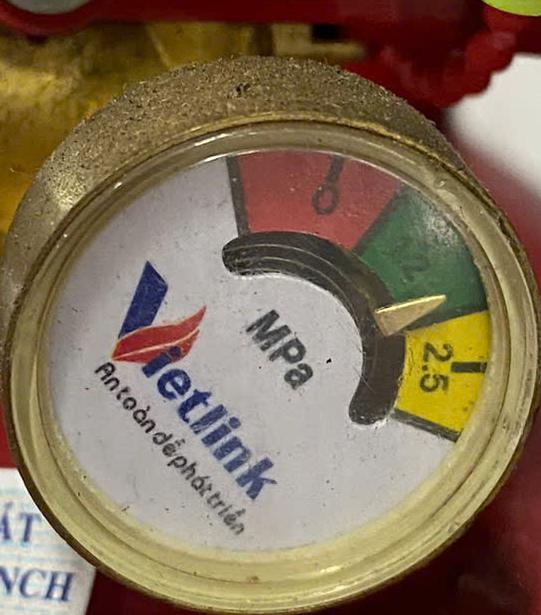 0
1.2
2.5
MPa
Vietlink
An toàn để phát triển
ÁT
NCH